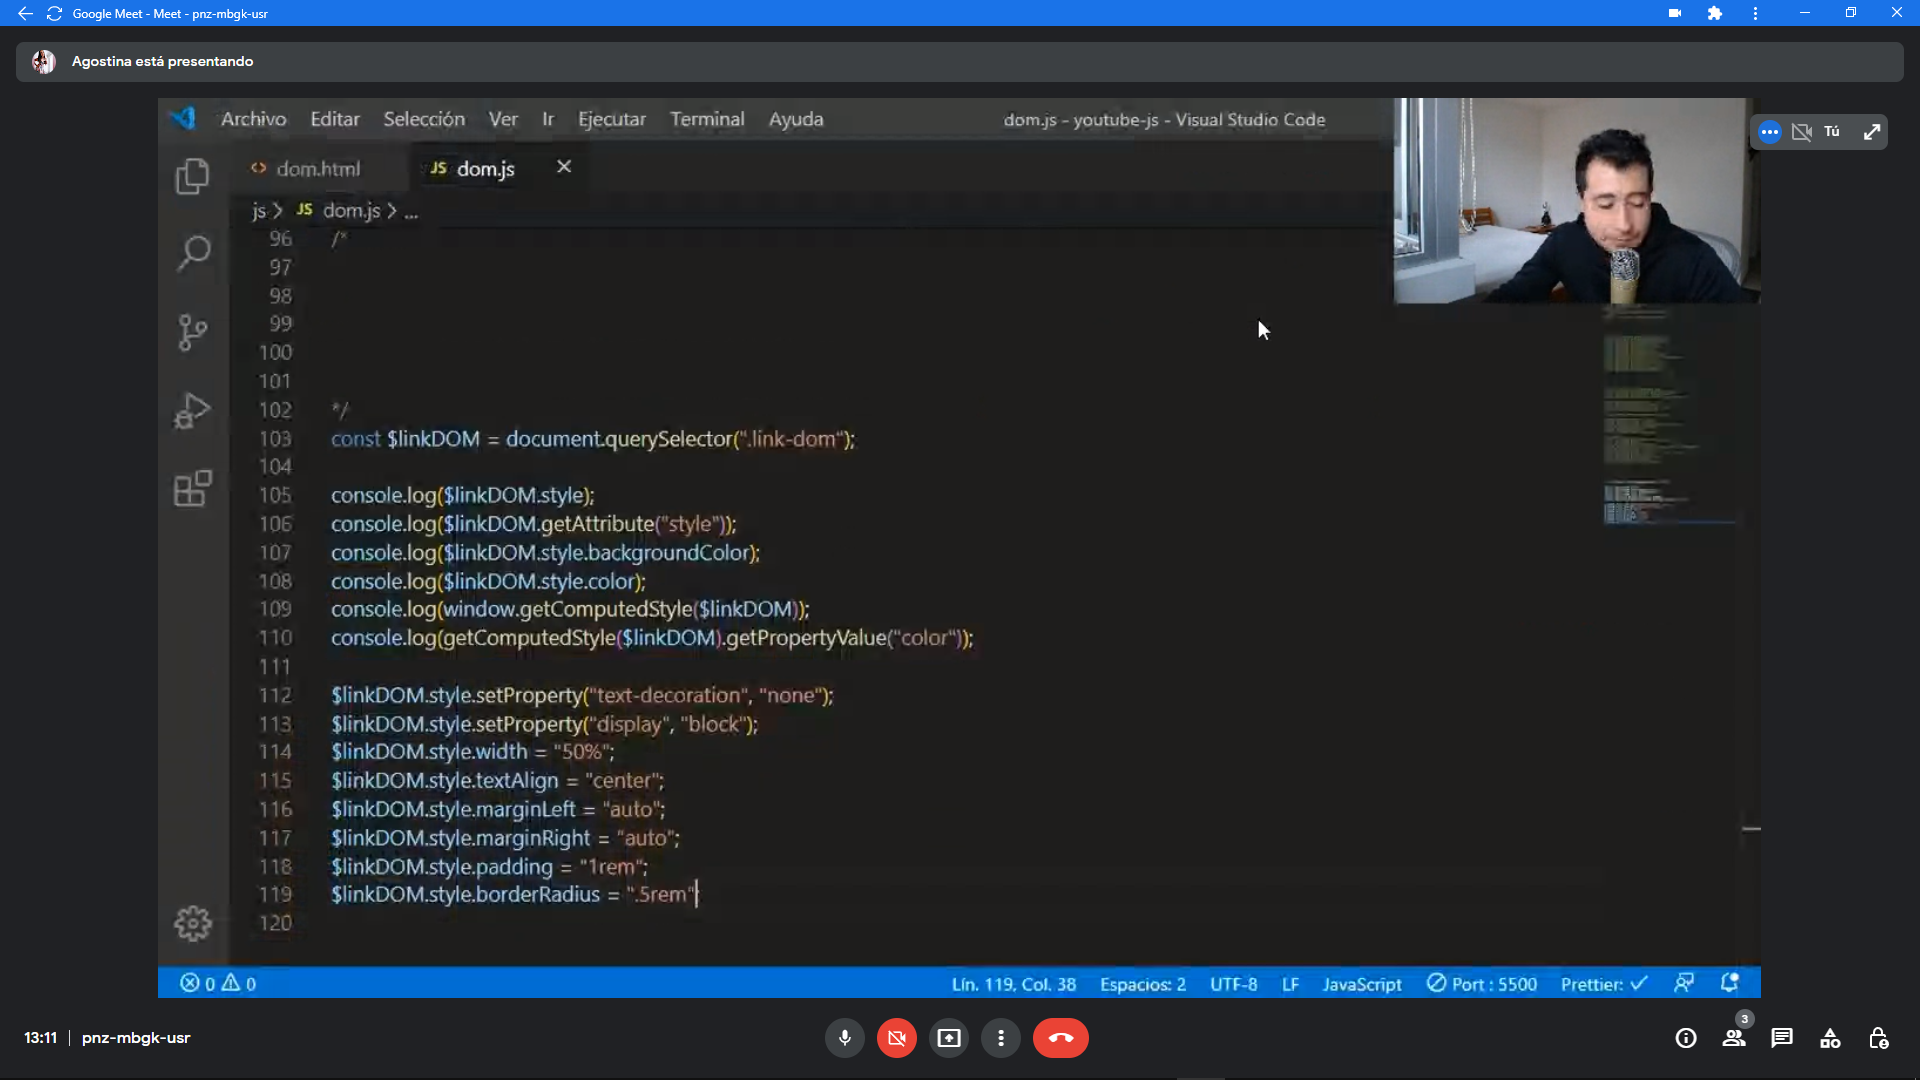 Google Meet - Meet - pnz-mbgk-usr
Agostina está presentando
Archivo Editar Selección Ver Ir Ejecutar Terminal Ayuda dom.js - youtube-js - Visual Studio Code
Tú
<> dom.html JS dom.js ×
js > JS dom.js > ...
96 /*
97
98
99
100
101
102 */
103 const $linkDOM = document.querySelector(".link-dom");
104
105 console.log($linkDOM.style);
106 console.log($linkDOM.getAttribute("style"));
107 console.log($linkDOM.style.backgroundColor);
108 console.log($linkDOM.style.color);
109 console.log(window.getComputedStyle($linkDOM));
110 console.log(getComputedStyle($linkDOM).getPropertyValue("color"));
111
112 $linkDOM.style.setProperty("text-decoration", "none");
113 $linkDOM.style.setProperty("display", "block");
114 $linkDOM.style.width = "50%";
115 $linkDOM.style.textAlign = "center";
116 $linkDOM.style.marginLeft = "auto";
117 $linkDOM.style.marginRight = "auto";
118 $linkDOM.style.padding = "1rem";
119 $linkDOM.style.borderRadius = ".5rem";
120
0 0 Lín. 119, Col. 38 Espacios: 2 UTF-8 LF JavaScript Port : 5500 Prettier: ✓
13:11 | pnz-mbgk-usr
3